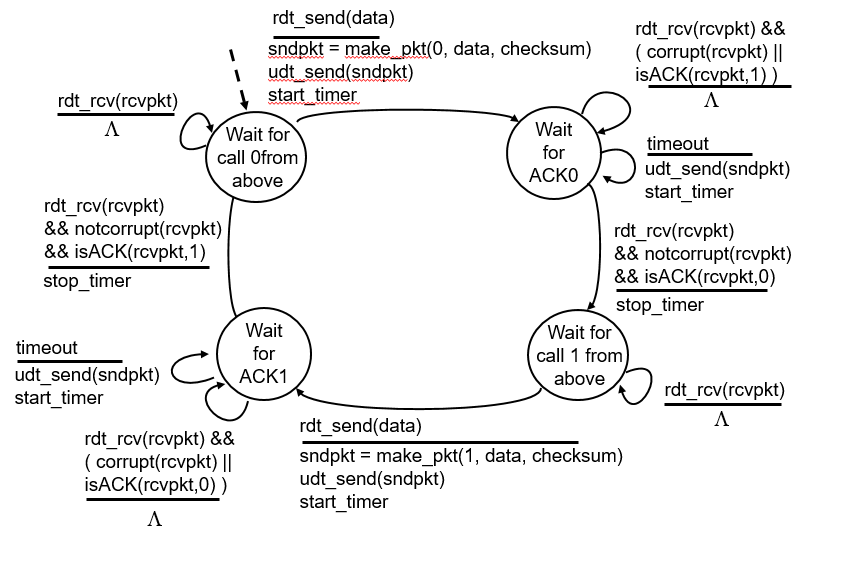 rdt_send(data)
sndpkt = make_pkt(0, data, checksum)
udt_send(sndpkt)
start_timer
rdt_rcv(rcvpkt) &&
( corrupt(rcvpkt) ||
isACK(rcvpkt,1) )
Λ
rdt_rcv(rcvpkt)
Λ
Wait for
call 0from
above
Wait
for
ACK0
timeout
udt_send(sndpkt)
start_timer
rdt_rcv(rcvpkt)
&& notcorrupt(rcvpkt)
&& isACK(rcvpkt,1)
stop_timer
rdt_rcv(rcvpkt)
&& notcorrupt(rcvpkt)
&& isACK(rcvpkt,0)
stop_timer
Wait
for
ACK1
Wait for
call 1 from
above
timeout
udt_send(sndpkt)
start_timer
rdt_rcv(rcvpkt)
Λ
rdt_rcv(rcvpkt) &&
( corrupt(rcvpkt) ||
isACK(rcvpkt,0) )
Λ
rdt_send(data)
sndpkt = make_pkt(1, data, checksum)
udt_send(sndpkt)
start_timer